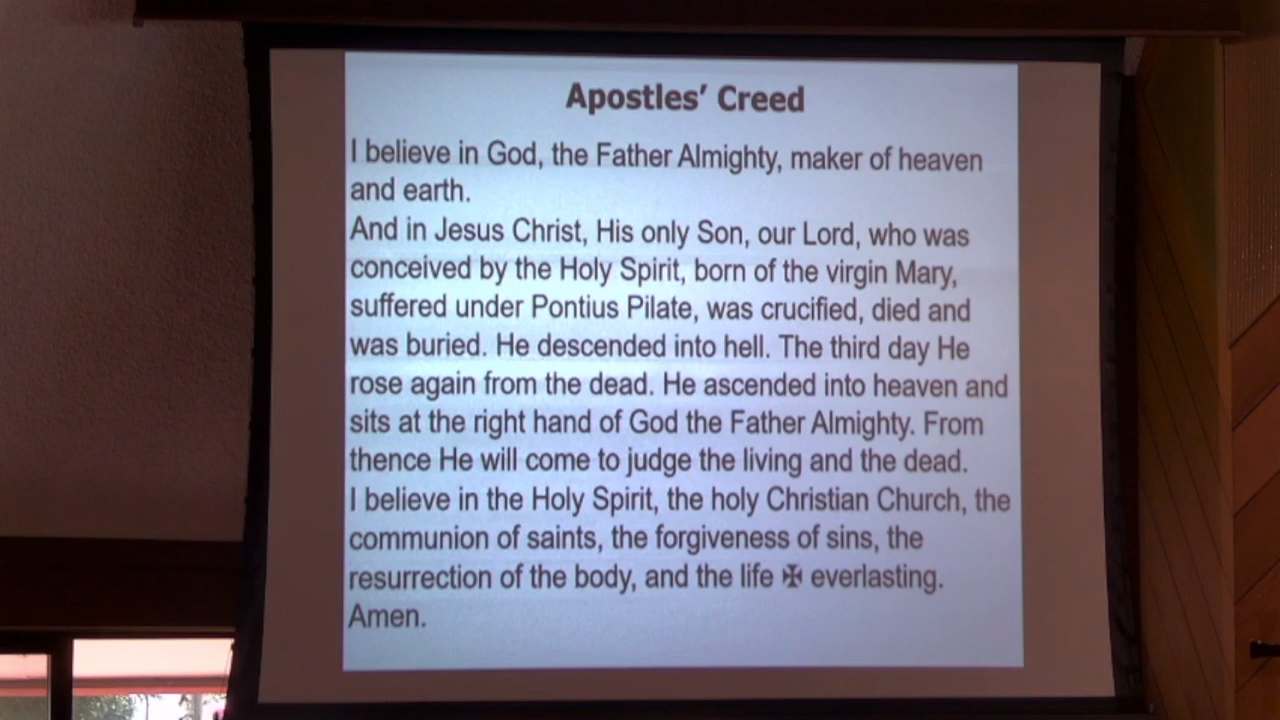 Apostles’ Creed
I believe in God, the Father Almighty, maker of heaven
and earth.
And in Jesus Christ, His only Son, our Lord, who was
conceived by the Holy Spirit, born of the virgin Mary,
suffered under Pontius Pilate, was crucified, died and
was buried. He descended into hell. The third day He
rose again from the dead. He ascended into heaven and
sits at the right hand of God the Father Almighty. From
thence He will come to judge the living and the dead.
I believe in the Holy Spirit, the holy Christian Church, the
communion of saints, the forgiveness of sins, the
resurrection of the body, and the life ✠ everlasting.
Amen.